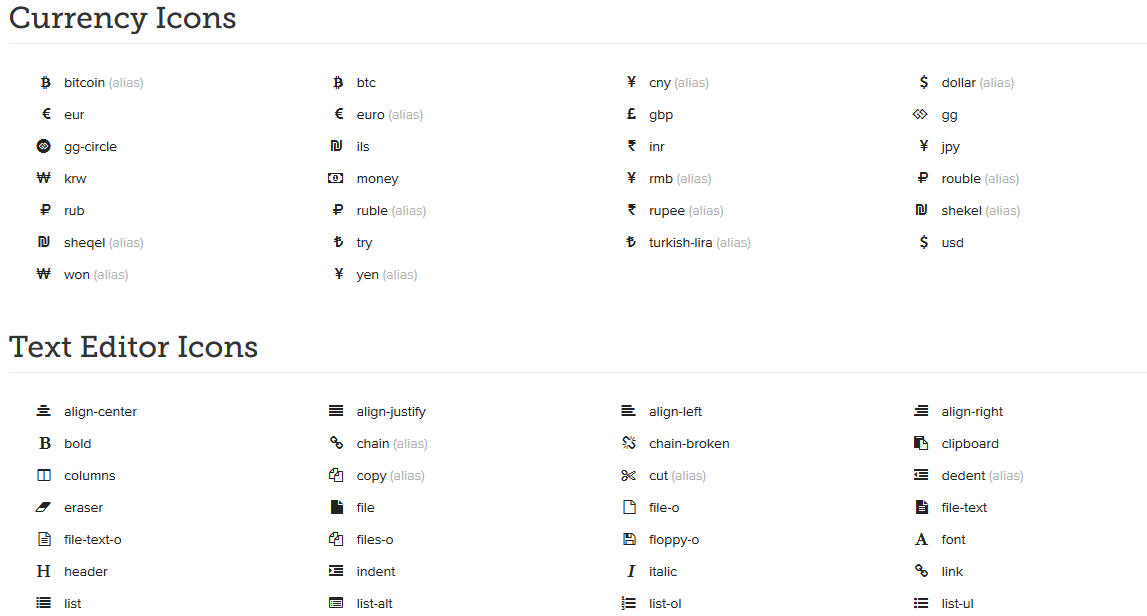 Currency Icons
bitcoin (alias) btc cny (alias) dollar (alias)
eur euro (alias) gbp gg
gg-circle ils inr jpy
krw money rmb (alias) rouble (alias)
rub ruble (alias) rupee (alias) shekel (alias)
sheqel (alias) try turkish-lira (alias) usd
won (alias) yen (alias)
Text Editor Icons
align-center align-justify align-left align-right
bold chain (alias) chain-broken clipboard
columns copy (alias) cut (alias) dedent (alias)
eraser file file-o file-text
file-text-o files-o floppy-o font
header indent italic link
list list-alt list-ol list-ul